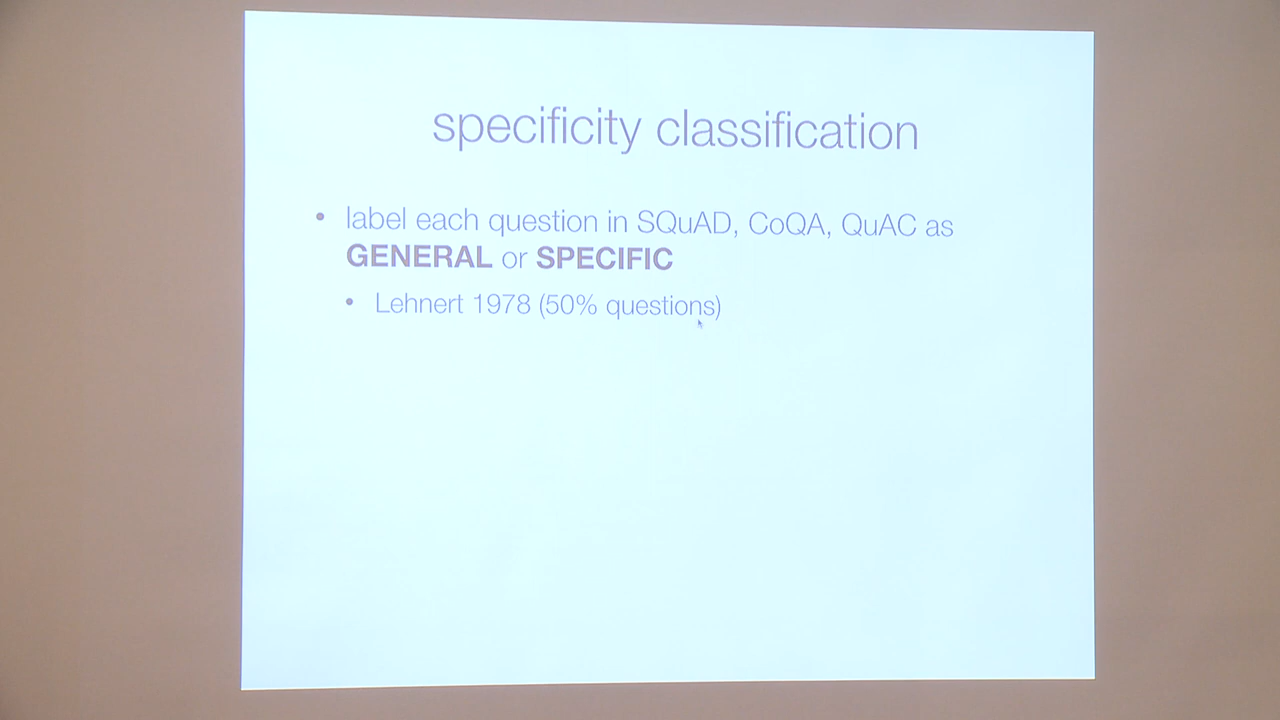 specificity classification
• label each question in SQuAD, CoQA, QuAC as
GENERAL or SPECIFIC
• Lehnert 1978 (50% questions)